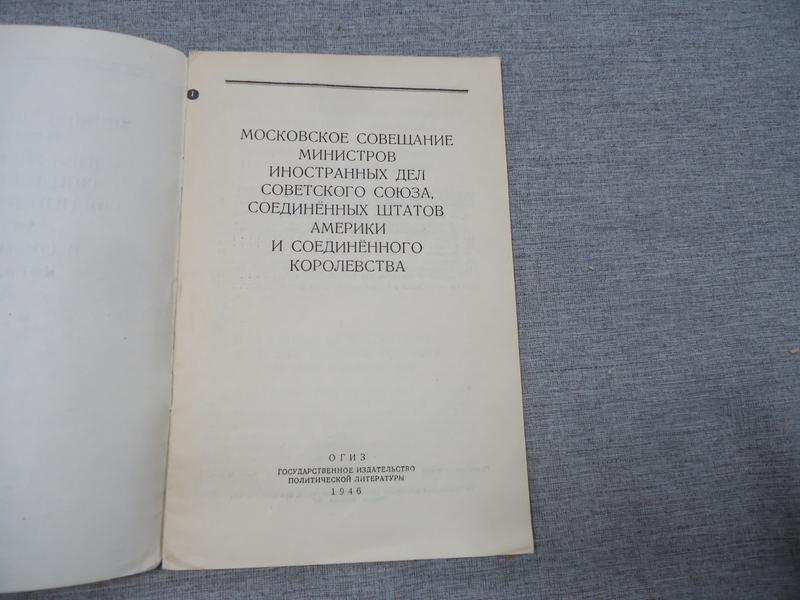 1
МОСКОВСКОЕ СОВЕЩАНИЕ
МИНИСТРОВ
ИНОСТРАННЫХ ДЕЛ
СОВЕТСКОГО СОЮЗА,
СОЕДИНЁННЫХ ШТАТОВ
АМЕРИКИ
И СОЕДИНЁННОГО
КОРОЛЕВСТВА
ОГИЗ
ГОСУДАРСТВЕННОЕ ИЗДАТЕЛЬСТВО
ПОЛИТИЧЕСКОЙ ЛИТЕРАТУРЫ
1946